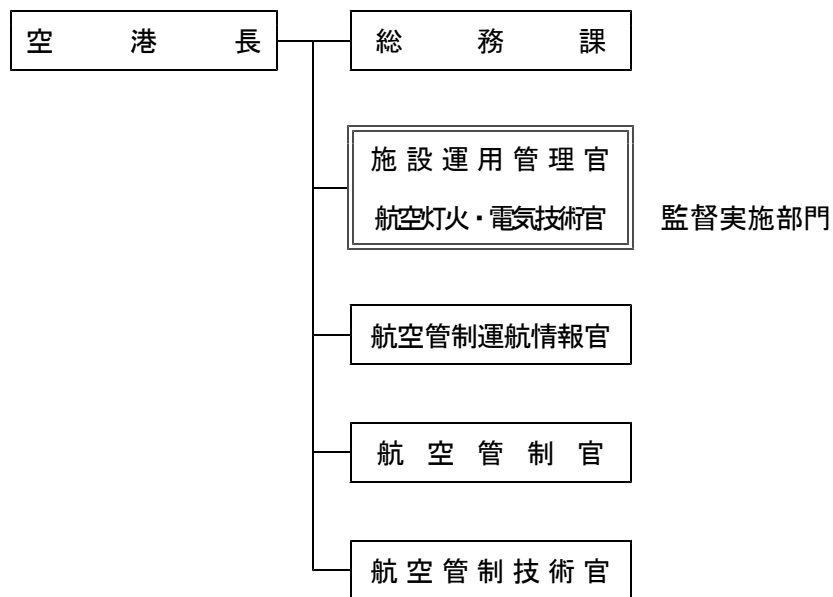 空港長
総務課
施設運用管理官
航空灯火・電気技術官
監督実施部門
航空管制運航情報官
航空管制官
航空管制技術官